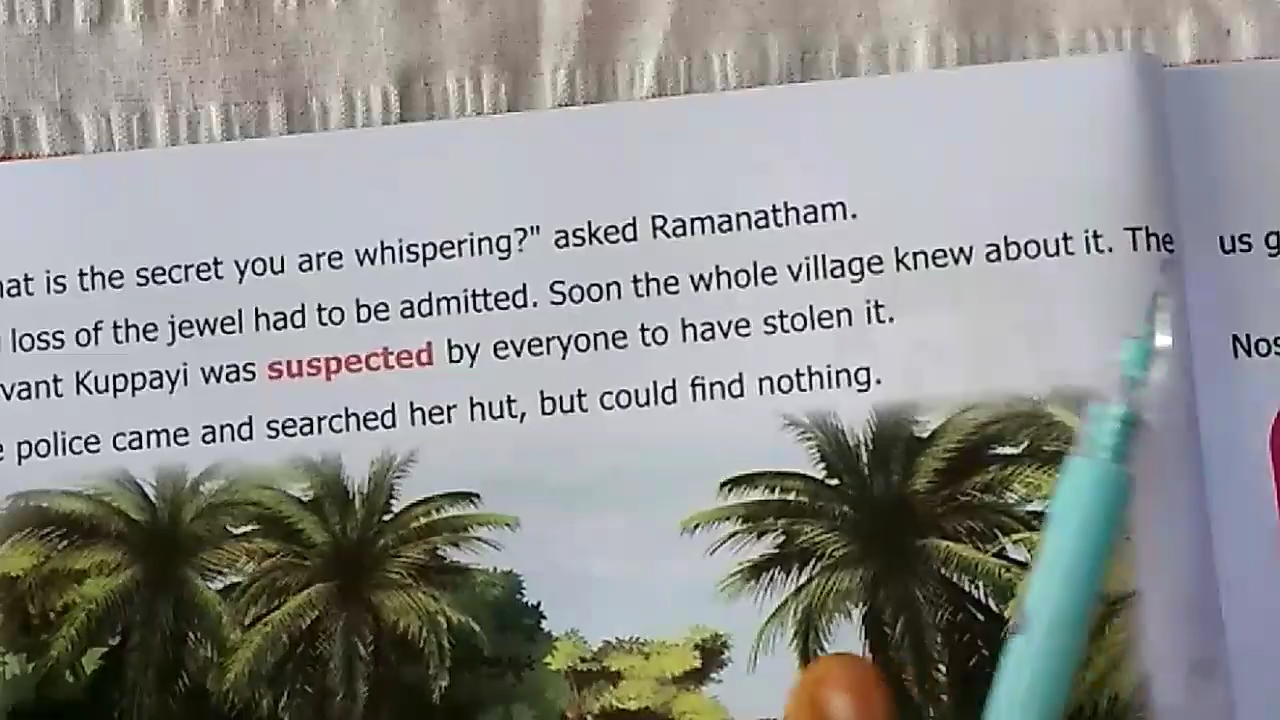 hat is the secret you are whispering?" asked Ramanatham.
loss of the jewel had to be admitted. Soon the whole village knew about it. The
vant Kuppayi was suspected by everyone to have stolen it.
e police came and searched her hut, but could find nothing.
us g
Nos